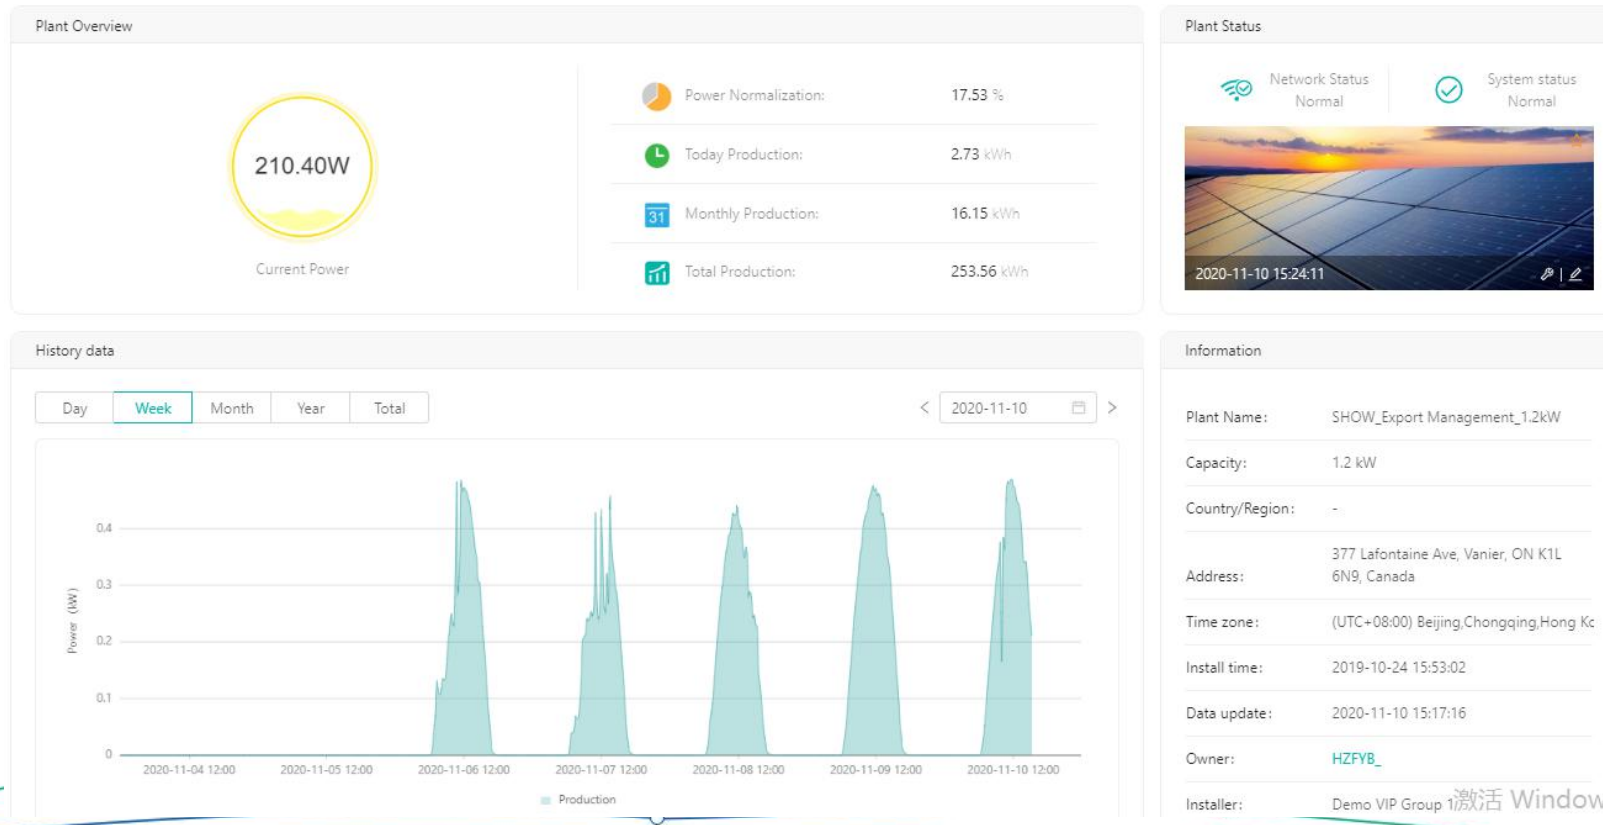 Plant Overview
210.40W
Current Power
Power Normalization: 17.53 %
Today Production: 2.73 kWh
31 Monthly Production: 16.15 kWh
Total Production: 253.56 kWh
Plant Status
Network Status
Normal
System status
Normal
2020-11-10 15:24:11
History data
Day Week Month Year Total
< 2020-11-10 >
Power (kW)
0.4
0.3
0.2
0.1
0
2020-11-04 12:00 2020-11-05 12:00 2020-11-06 12:00 2020-11-07 12:00 2020-11-08 12:00 2020-11-09 12:00 2020-11-10 12:00
Production
Information
Plant Name: SHOW_Export Management_1.2kW
Capacity: 1.2 kW
Country/Region: -
Address: 377 Lafontaine Ave, Vanier, ON K1L
6N9, Canada
Time zone: (UTC+08:00) Beijing,Chongqing,Hong Kc
Install time: 2019-10-24 15:53:02
Data update: 2020-11-10 15:17:16
Owner: HZFYB_
Installer: Demo VIP Group 1
激活 Window